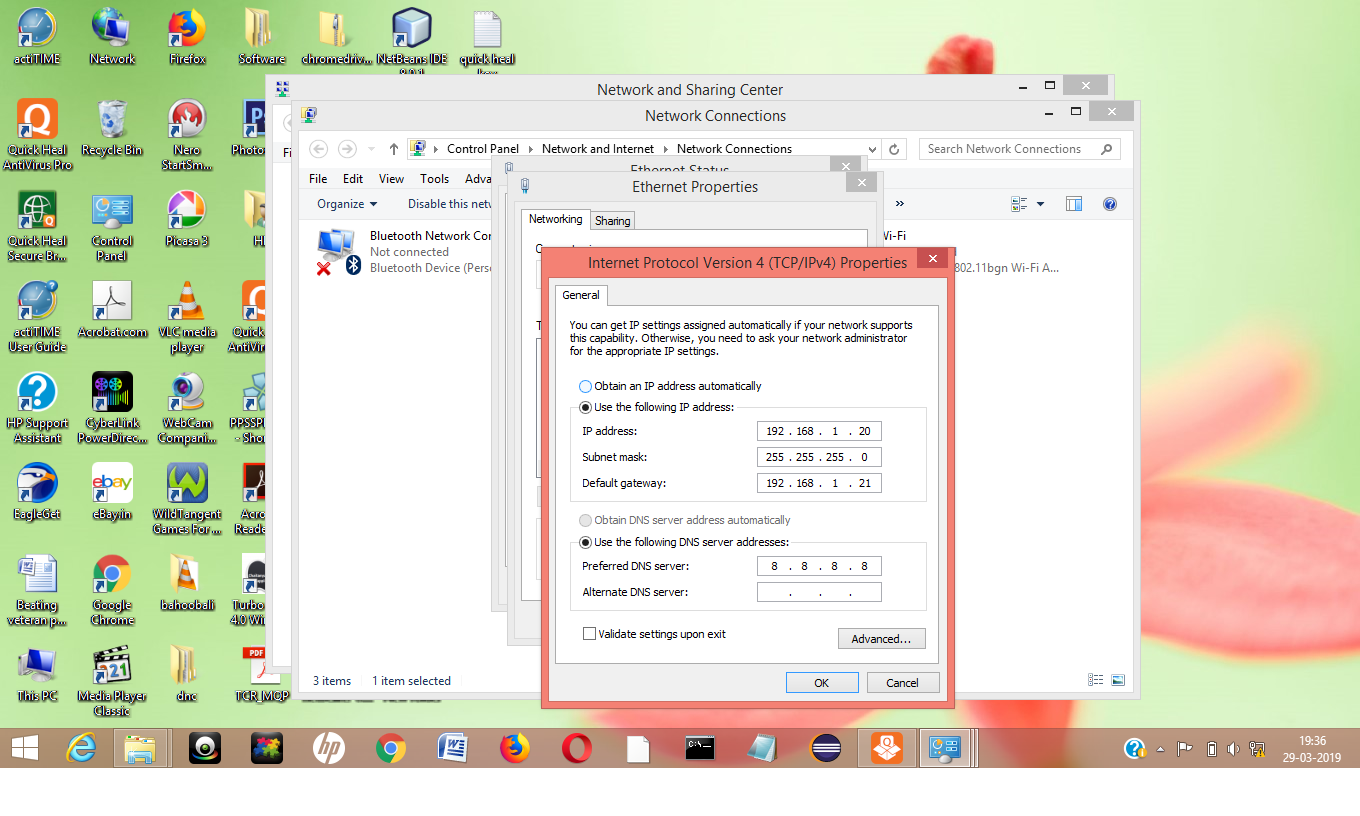 actiTIME
Network
Firefox
Software
chromedriv...
NetBeans IDE
8.0.1
quick heal
key
Network and Sharing Center
Network Connections
Control Panel
Network and Internet
Network Connections
Search Network Connections
Quick Heal
AntiVirus Pro
Recycle Bin
Nero
StartSm...
File Edit View Tools Adva
Ethernet Status
Ethernet Properties
Organize
Disable this netw
»
Networking
Sharing
Quick Heal
Secure Br...
Control
Panel
Picasa 3
Bluetooth Network Con
Not connected
Bluetooth Device (Perso
Wi-Fi
802.11bgn Wi-Fi A...
Internet Protocol Version 4 (TCP/IPv4) Properties
General
You can get IP settings assigned automatically if your network supports
this capability. Otherwise, you need to ask your network administrator
for the appropriate IP settings.
Obtain an IP address automatically
Use the following IP address:
IP address: 192 . 168 . 1 . 20
Subnet mask: 255 . 255 . 255 . 0
Default gateway: 192 . 168 . 1 . 21
Obtain DNS server address automatically
Use the following DNS server addresses:
Preferred DNS server: 8 . 8 . 8 . 8
Alternate DNS server: . . .
Validate settings upon exit
Advanced...
OK
Cancel
actiTIME
User Guide
Acrobat.com
VLC media
player
Quick
AntiVir
HP Support
Assistant
CyberLink
PowerDirec...
WebCam
Compani...
PPSSP
- Shor
EagleGet
eBay.in
WildTangent
Games For ...
Acro
Reade
Beating
veteran p...
Google
Chrome
bahoobali
Turbo
4.0 Wi
This PC
Media Player
Classic
dnc
TCR_MCP
3 items
1 item selected
19:36
29-03-2019